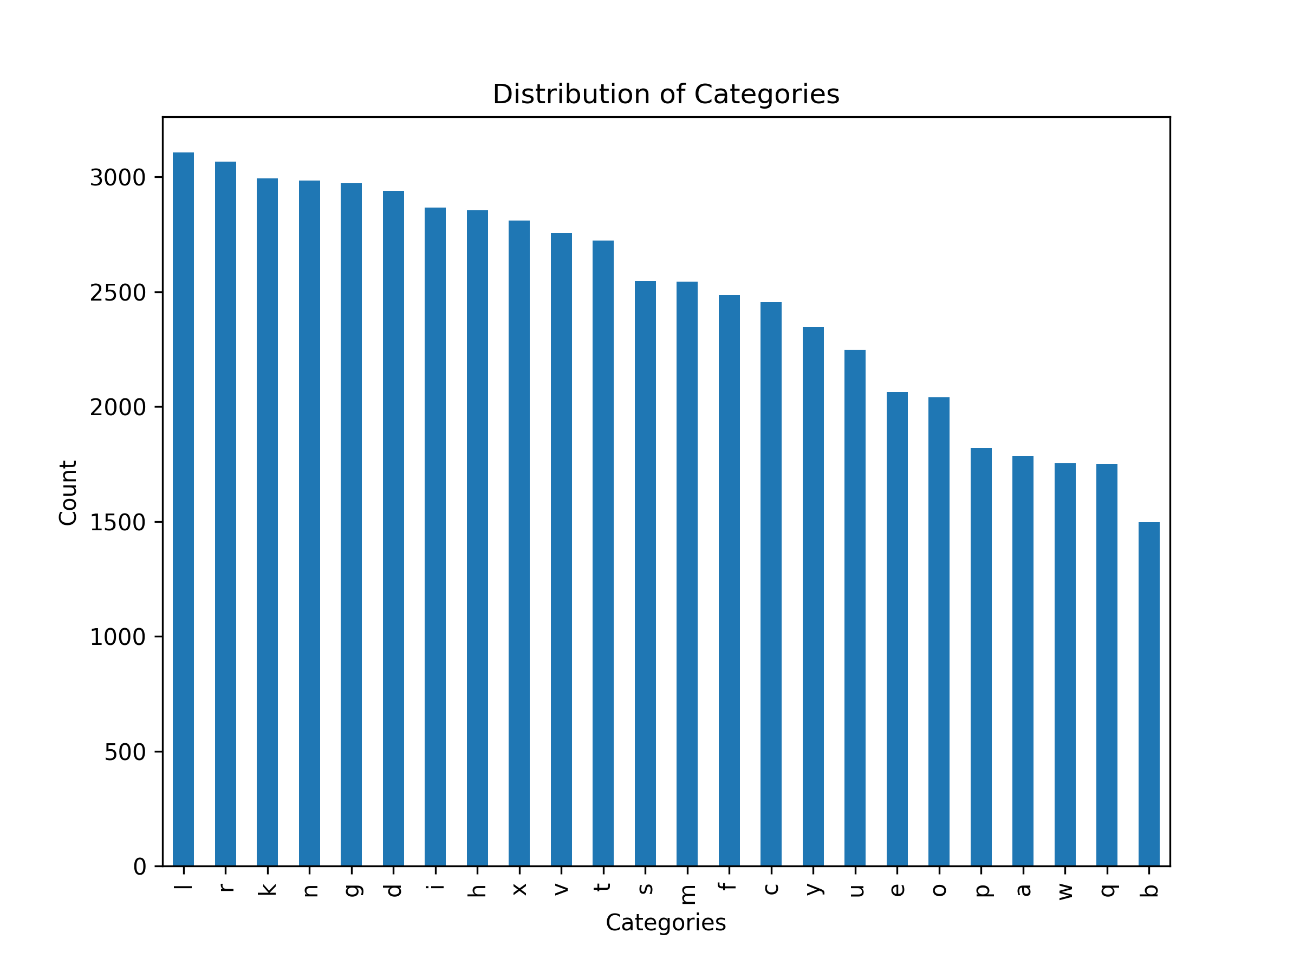 Distribution of Categories
Count
3000
2500
2000
1500
1000
500
0
l r k n g d i h x v t s m f c y u e o p a w q b
Categories